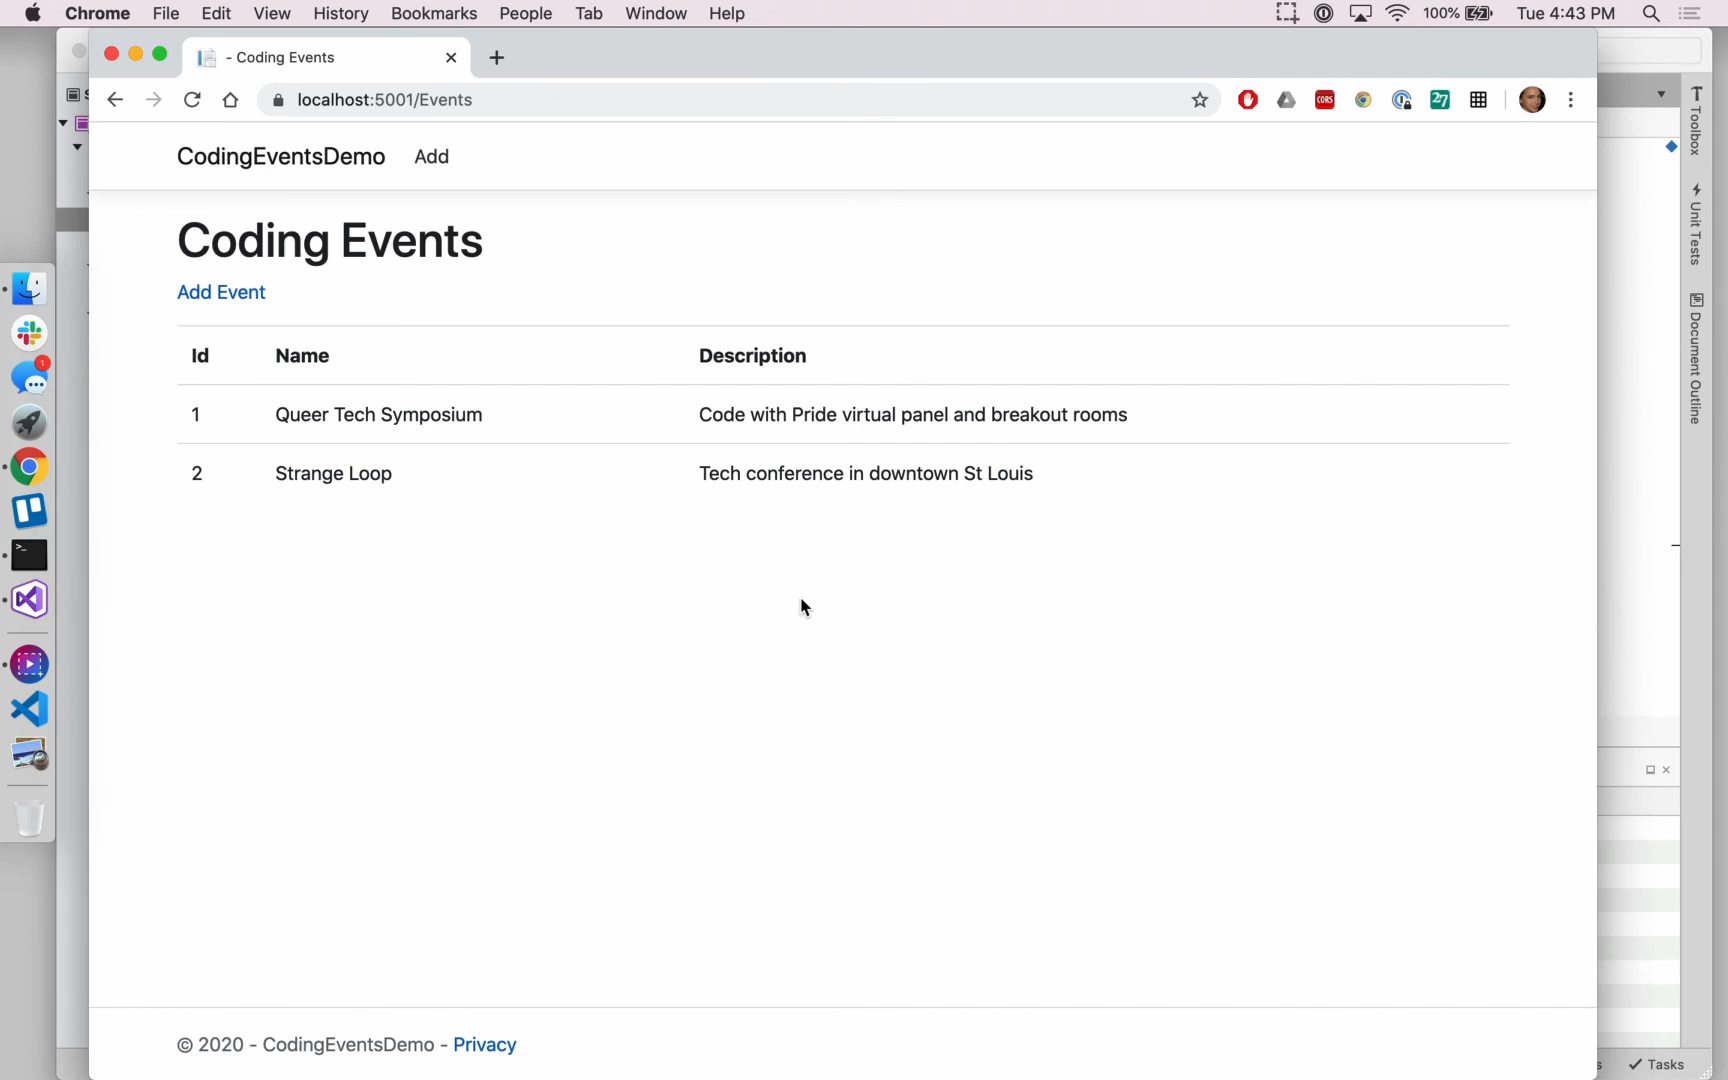 Chrome File Edit View History Bookmarks People Tab Window Help 100% Tue 4:43 PM
- Coding Events
localhost:5001/Events
CORS
27
CodingEventsDemo Add
Coding Events
Add Event
Id Name Description
1 Queer Tech Symposium Code with Pride virtual panel and breakout rooms
2 Strange Loop Tech conference in downtown St Louis
© 2020 - CodingEventsDemo - Privacy
Toolbox
Unit Tests
Document Outline
1
s Tasks